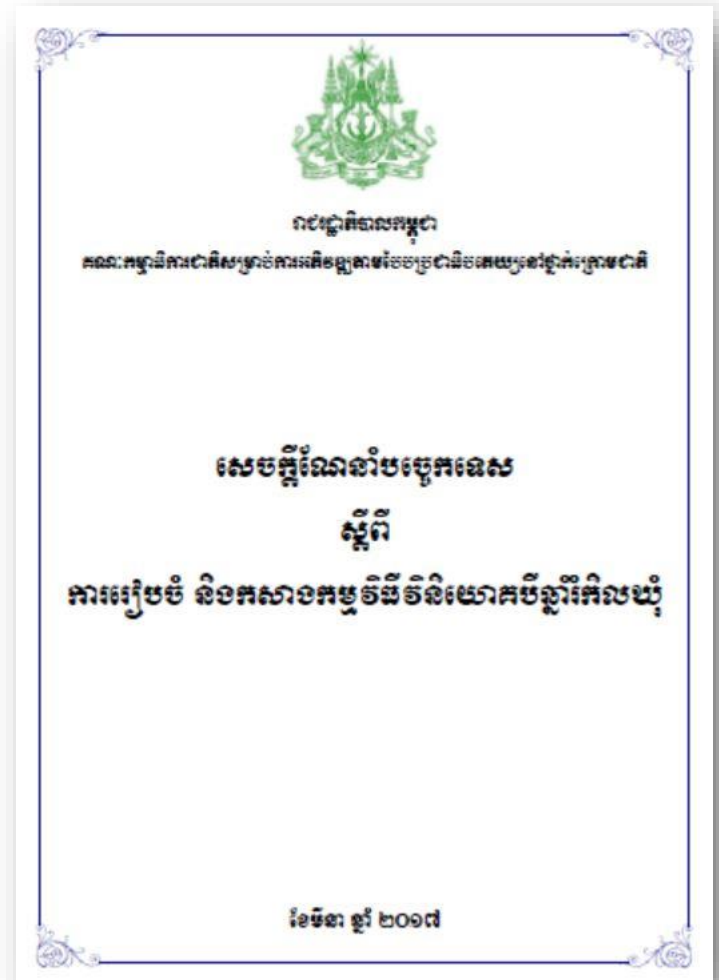 រាជរដ្ឋាភិបាលកម្ពុជា
គណៈកម្មាធិការជាតិសម្រាប់ការអភិវឌ្ឍតាមបែបប្រជាធិបតេយ្យនៅថ្នាក់ក្រោមជាតិ
សេចក្តីណែនាំបច្ចេកទេស
ស្តីពី
ការរៀបចំ និងកសាងកម្មវិធីវិនិយោគបីឆ្នាំរំកិលឃុំ
ខែមីនា ឆ្នាំ ២០១៧